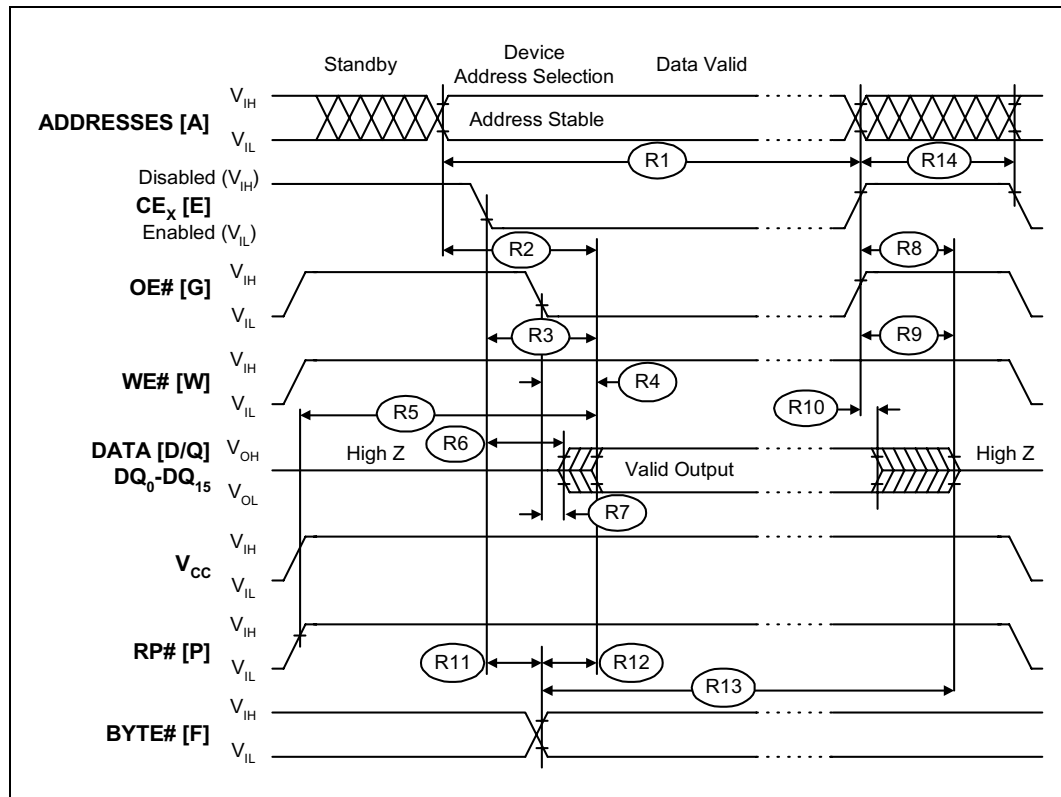 Standby
Device
Address Selection
Data Valid
ADDRESSES [A]
V_IH
V_IL
Address Stable
R1
R14
Disabled (V_IH)
CE_X [E]
Enabled (V_IL)
R2
R8
OE# [G]
V_IH
V_IL
R3
R9
WE# [W]
V_IH
V_IL
R4
R5
R10
R6
DATA [D/Q]
DQ_0-DQ_15
V_OH
V_OL
High Z
Valid Output
High Z
R7
V_CC
V_IH
V_IL
RP# [P]
V_IH
V_IL
R11
R12
R13
BYTE# [F]
V_IH
V_IL